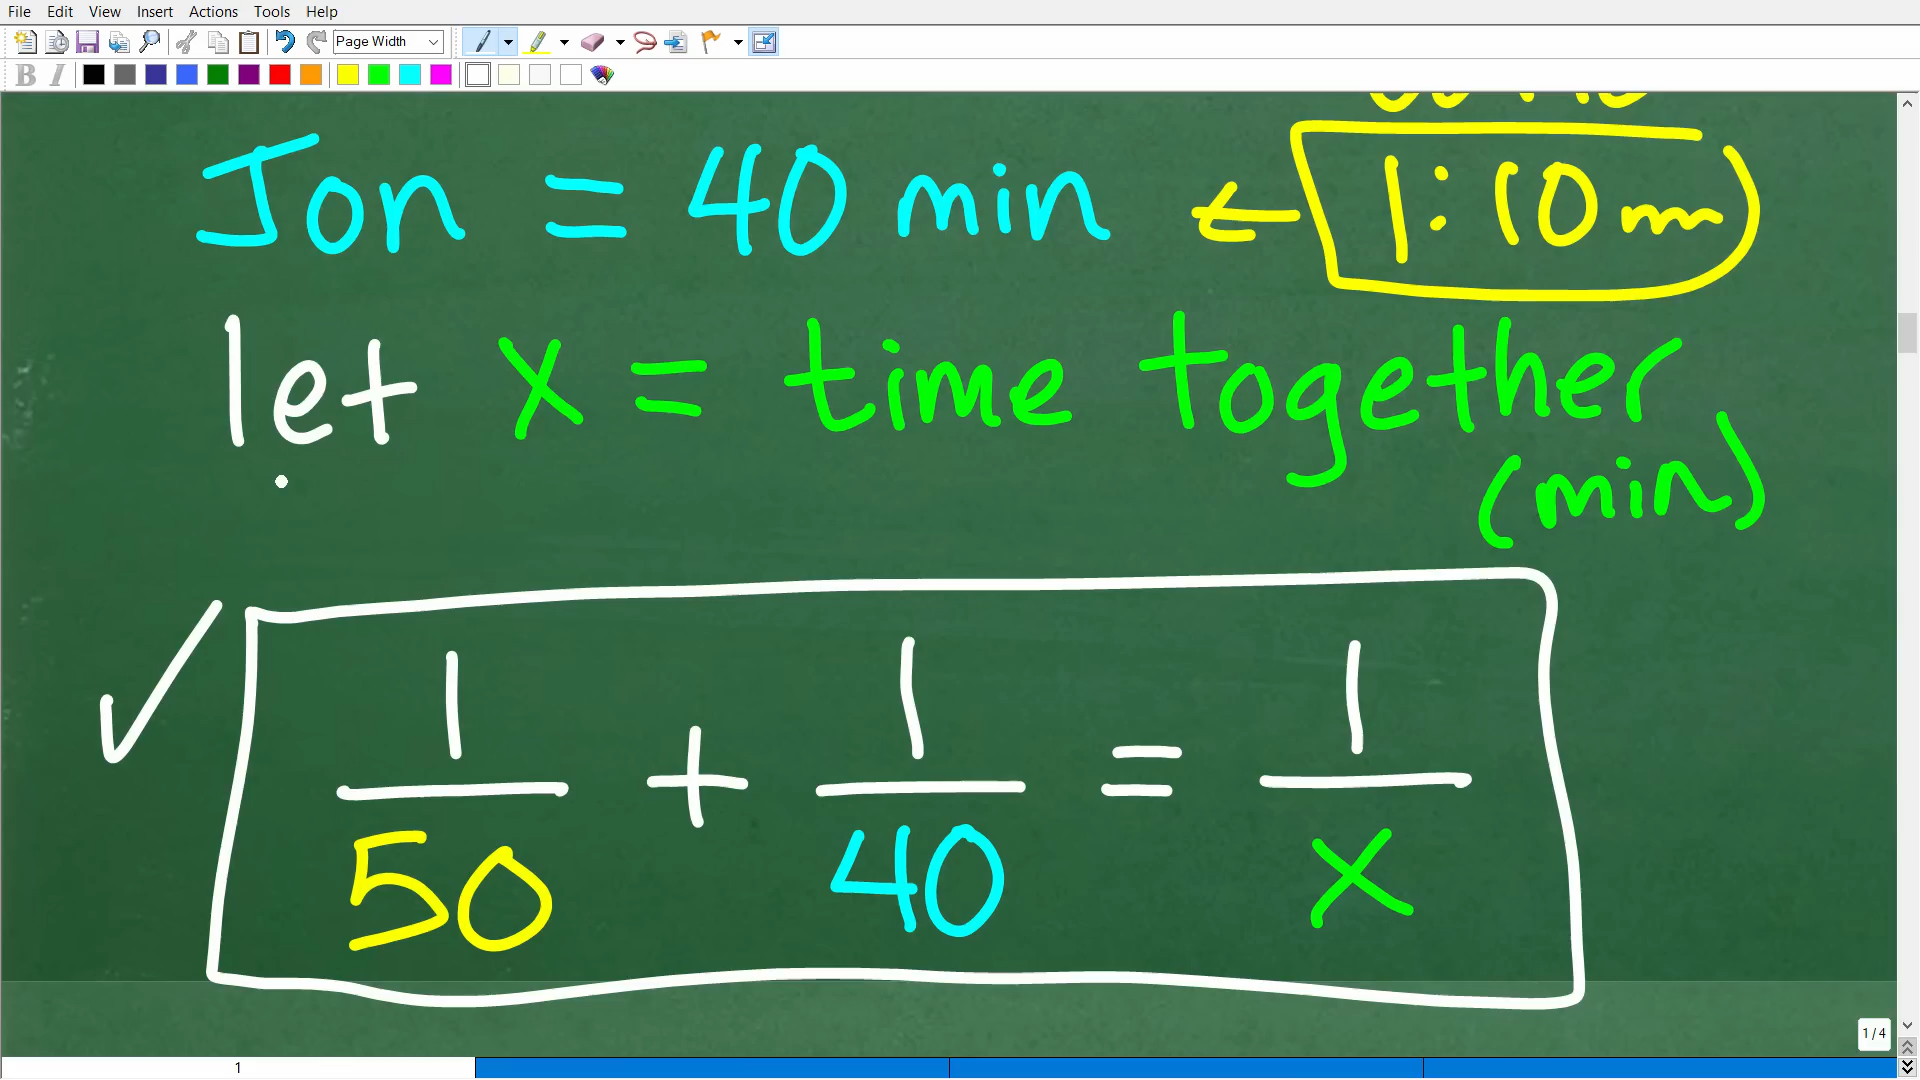 File Edit View Insert Actions Tools Help
Page Width
B I
Jon = 40 min ← 1:10 m
let x = time together
(min)
1/50 + 1/40 = 1/x
1/4
1